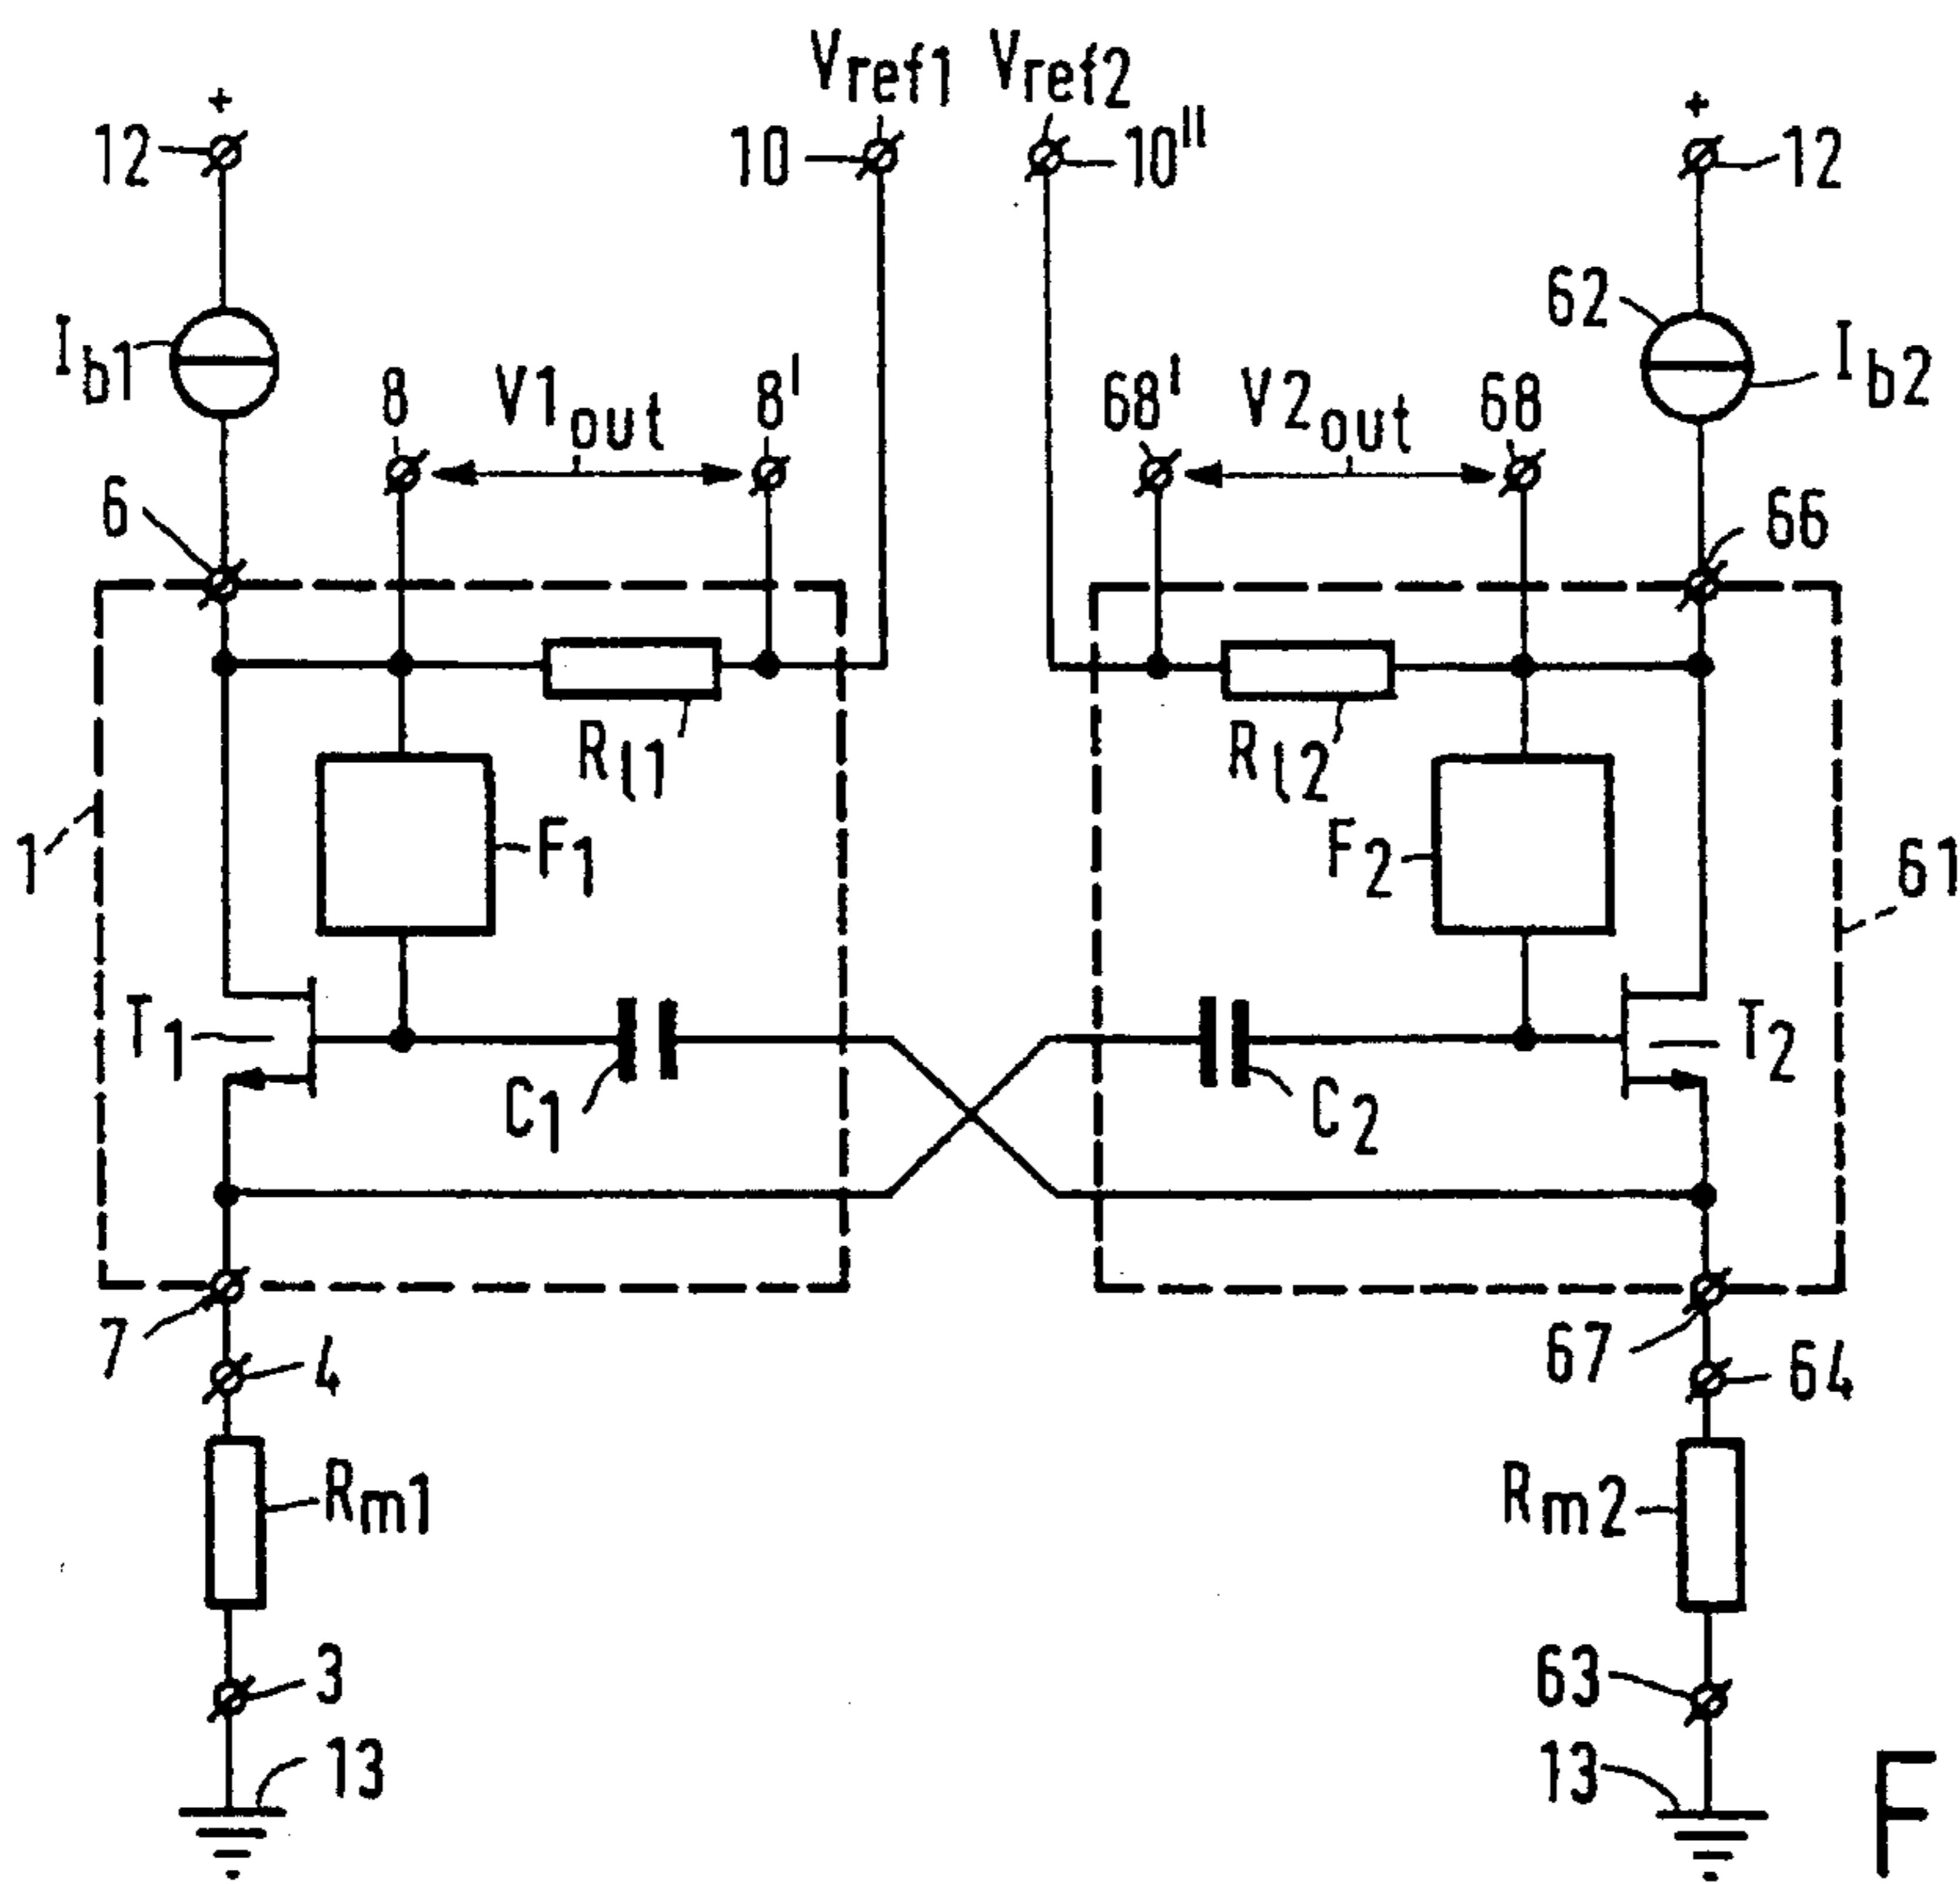 Vref1 Vref2
+ +
12 10 10" 12
62
Ib1 8 V1out 8' 68' V2out 68 Ib2
6 66
Rl1 Rl2
1 F1 F2 61
T1 T2
C1 C2
7 4 67 64
Rm1 Rm2
3 63
13 13
F